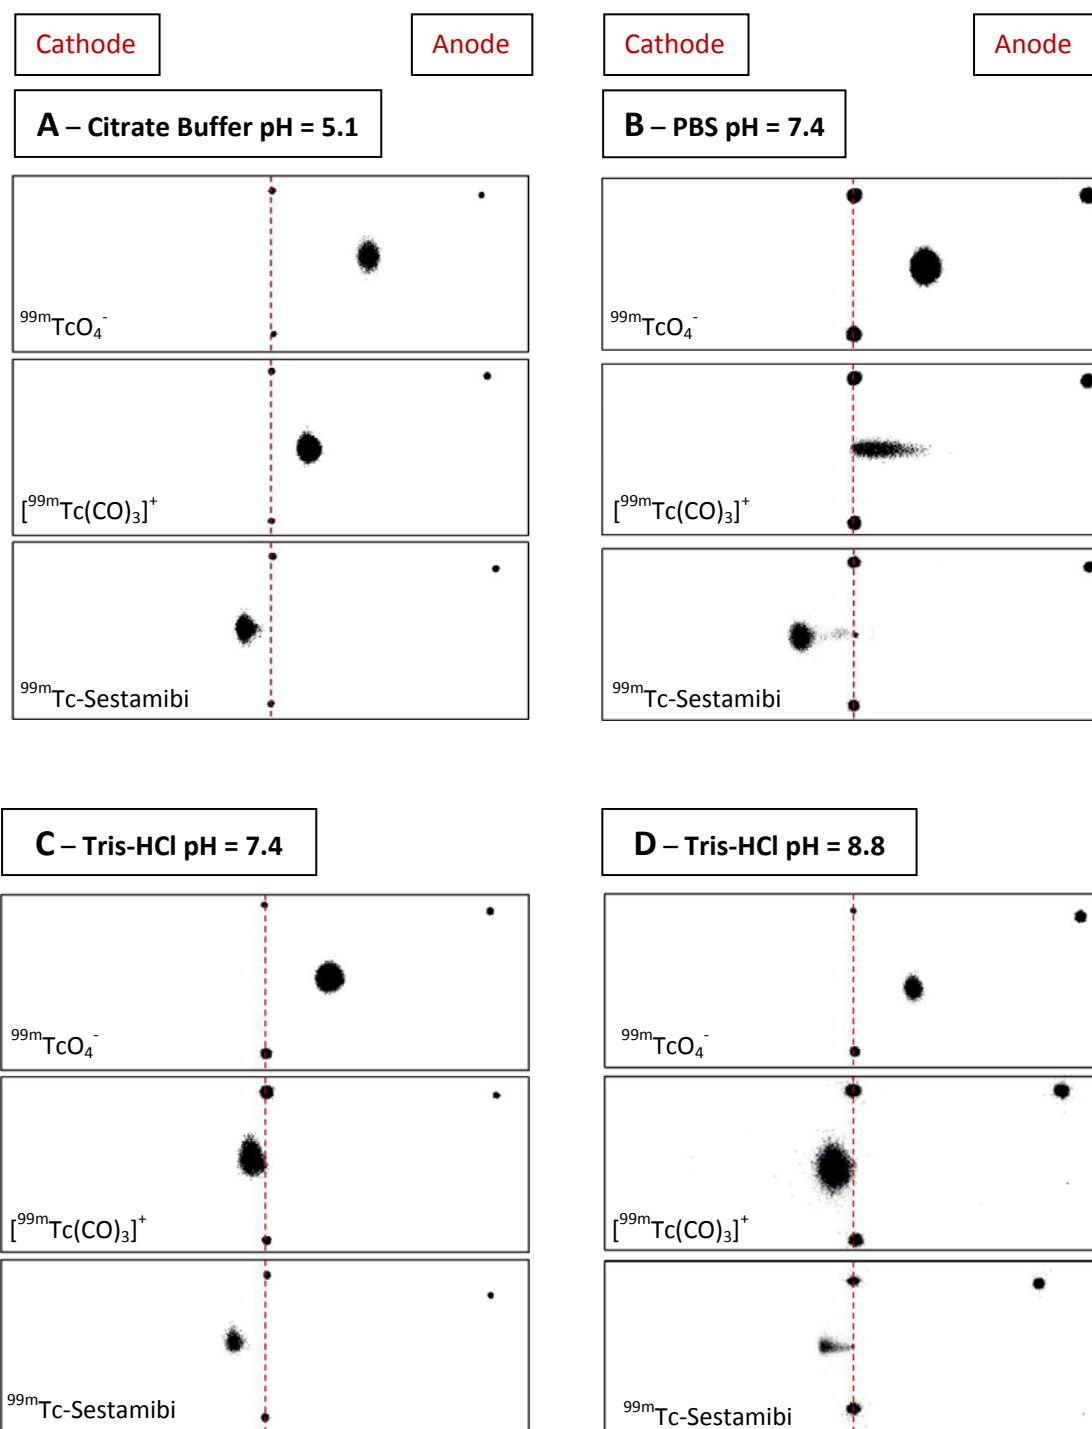 Cathode
Anode
A – Citrate Buffer pH = 5.1
⁹⁹ᵐTcO₄⁻
[⁹⁹ᵐTc(CO)₃]⁺
⁹⁹ᵐTc-Sestamibi
Cathode
Anode
B – PBS pH = 7.4
⁹⁹ᵐTcO₄⁻
[⁹⁹ᵐTc(CO)₃]⁺
⁹⁹ᵐTc-Sestamibi
C – Tris-HCl pH = 7.4
⁹⁹ᵐTcO₄⁻
[⁹⁹ᵐTc(CO)₃]⁺
⁹⁹ᵐTc-Sestamibi
D – Tris-HCl pH = 8.8
⁹⁹ᵐTcO₄⁻
[⁹⁹ᵐTc(CO)₃]⁺
⁹⁹ᵐTc-Sestamibi